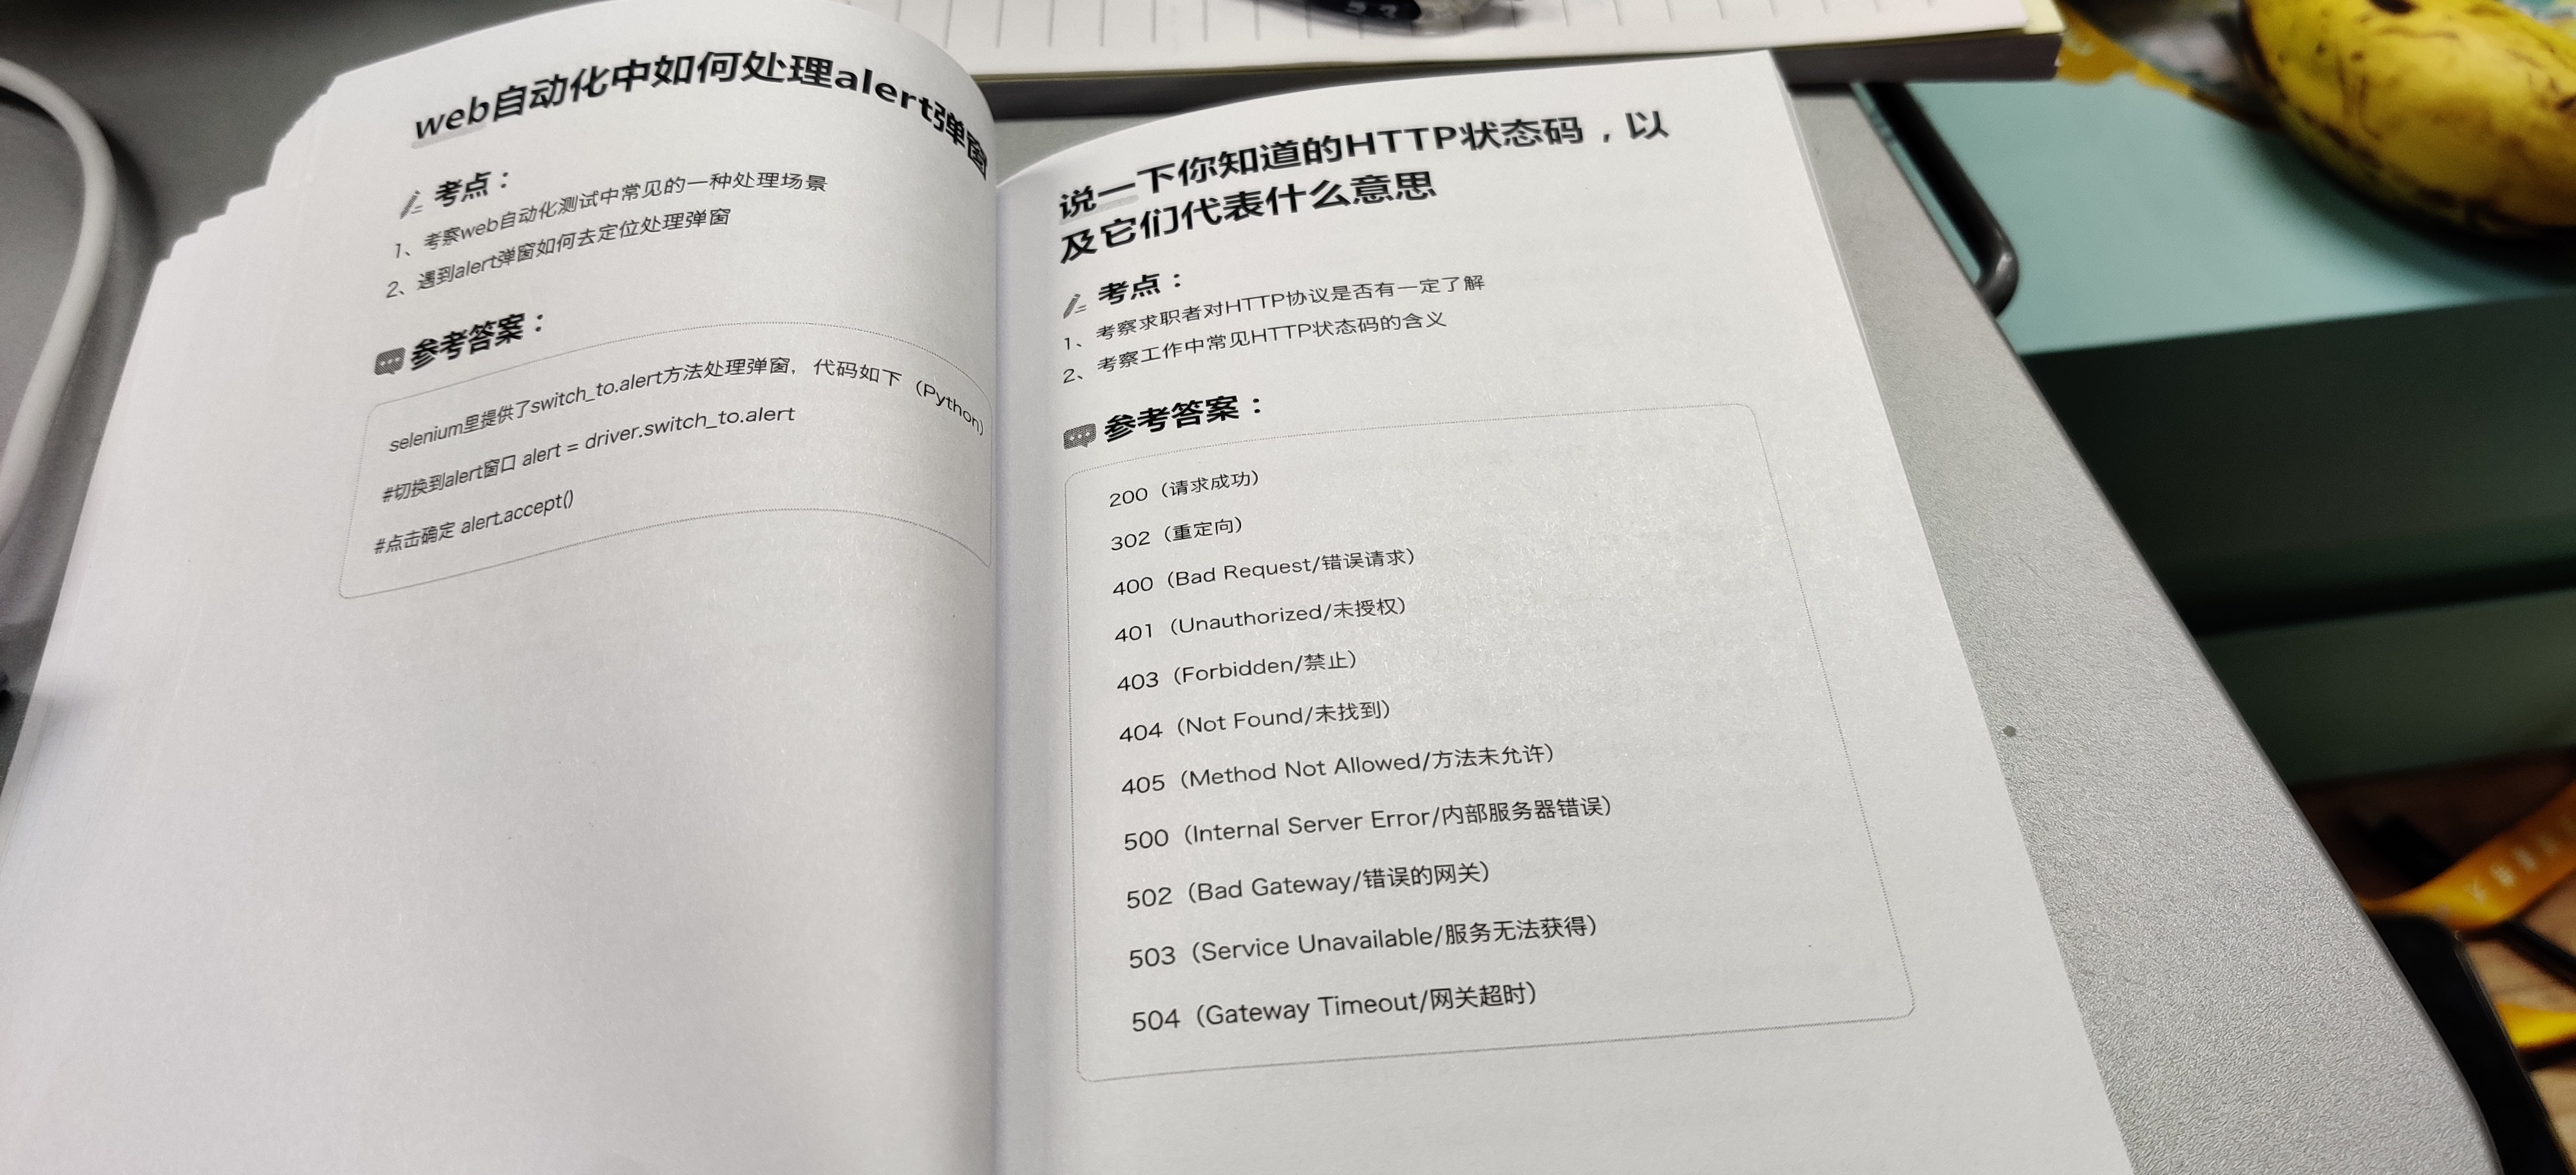 web自动化中如何处理alert弹窗
考点：
1、考察web自动化测试中常见的一种处理场景
2、遇到alert弹窗如何去定位处理弹窗
参考答案：
selenium里提供了switch_to.alert方法处理弹窗，代码如下（Python）
#切换到alert窗口 alert = driver.switch_to.alert
#点击确定 alert.accept()
说一下你知道的HTTP状态码，以
及它们代表什么意思
考点：
1、考察求职者对HTTP协议是否有一定了解
2、考察工作中常见HTTP状态码的含义
参考答案：
200（请求成功）
302（重定向）
400（Bad Request/错误请求）
401（Unauthorized/未授权）
403（Forbidden/禁止）
404（Not Found/未找到）
405（Method Not Allowed/方法未允许）
500（Internal Server Error/内部服务器错误）
502（Bad Gateway/错误的网关）
503（Service Unavailable/服务无法获得）
504（Gateway Timeout/网关超时）